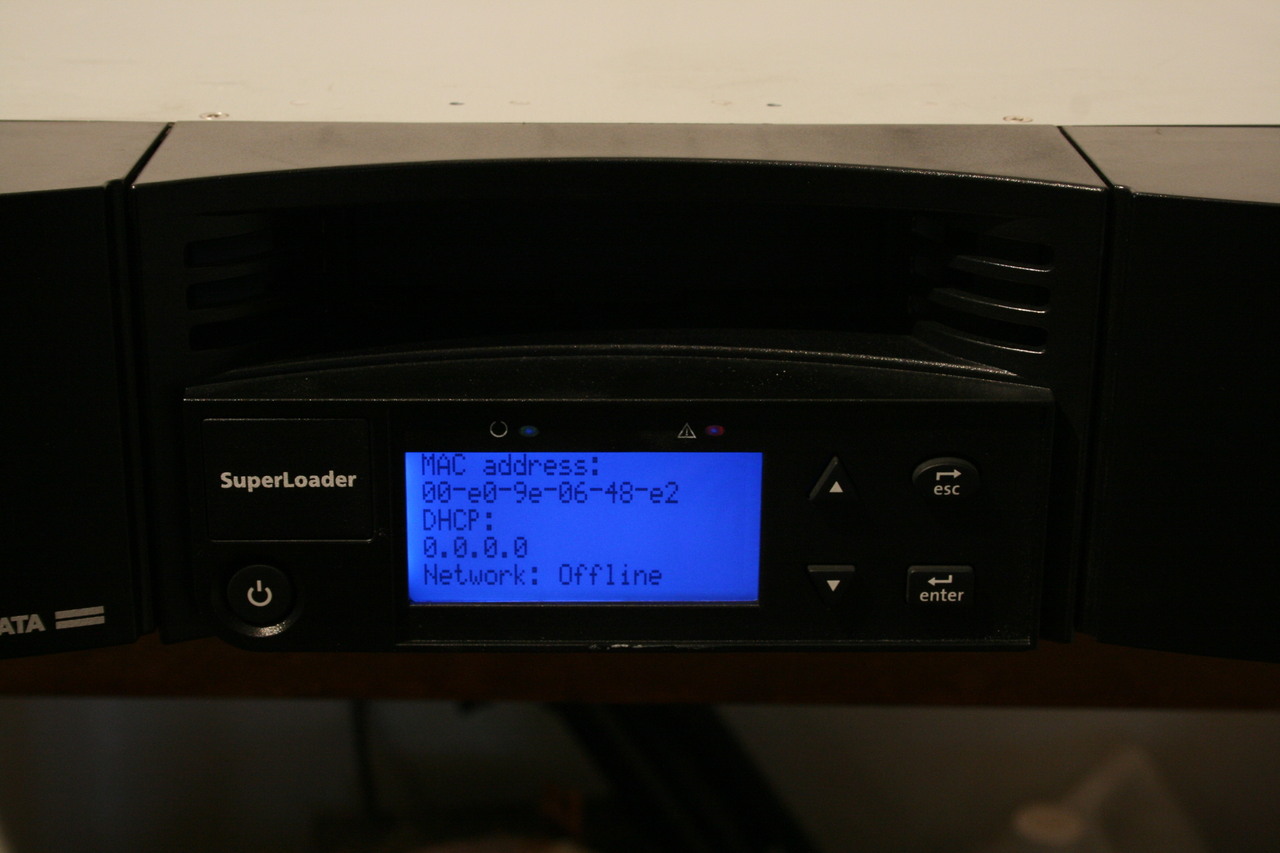 SuperLoader
MAC address:
00-e0-9e-06-48-e2
DHCP:
0.0.0.0
Network: Offline
esc
enter
ATA